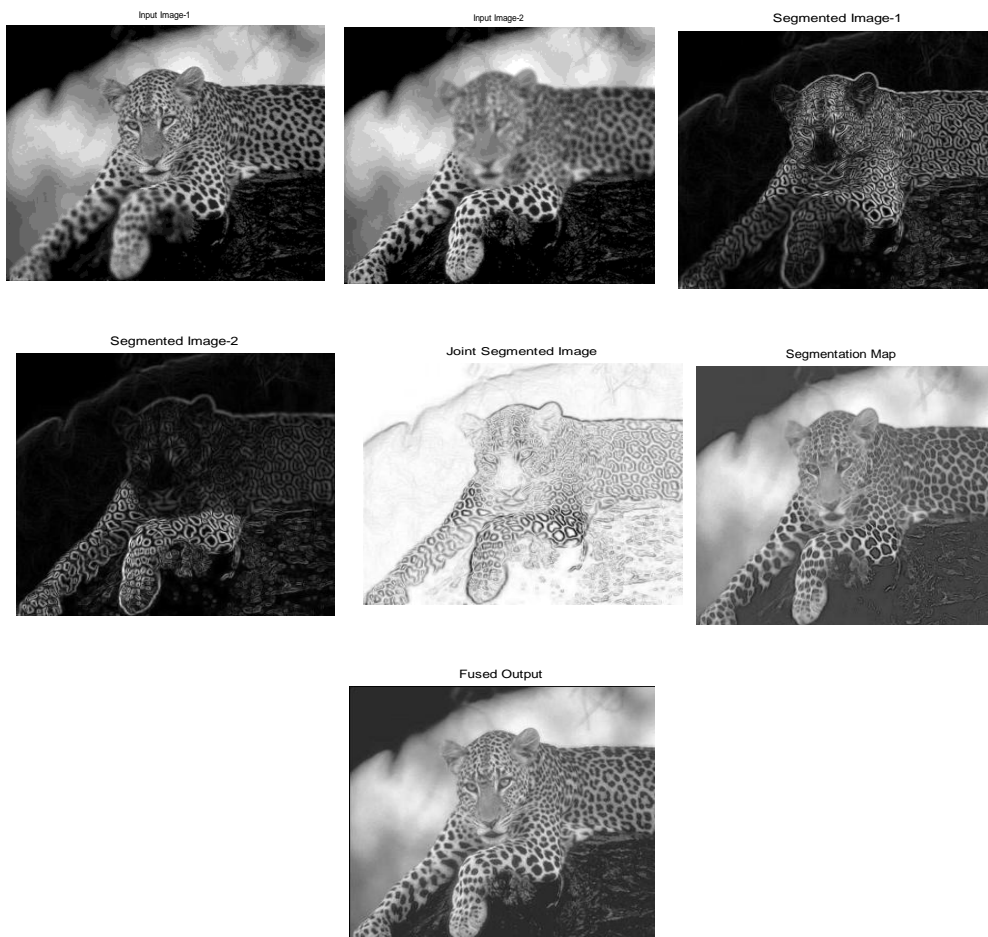 Input Image-1
Input Image-2
Segmented Image-1
Segmented Image-2
Joint Segmented Image
Segmentation Map
Fused Output